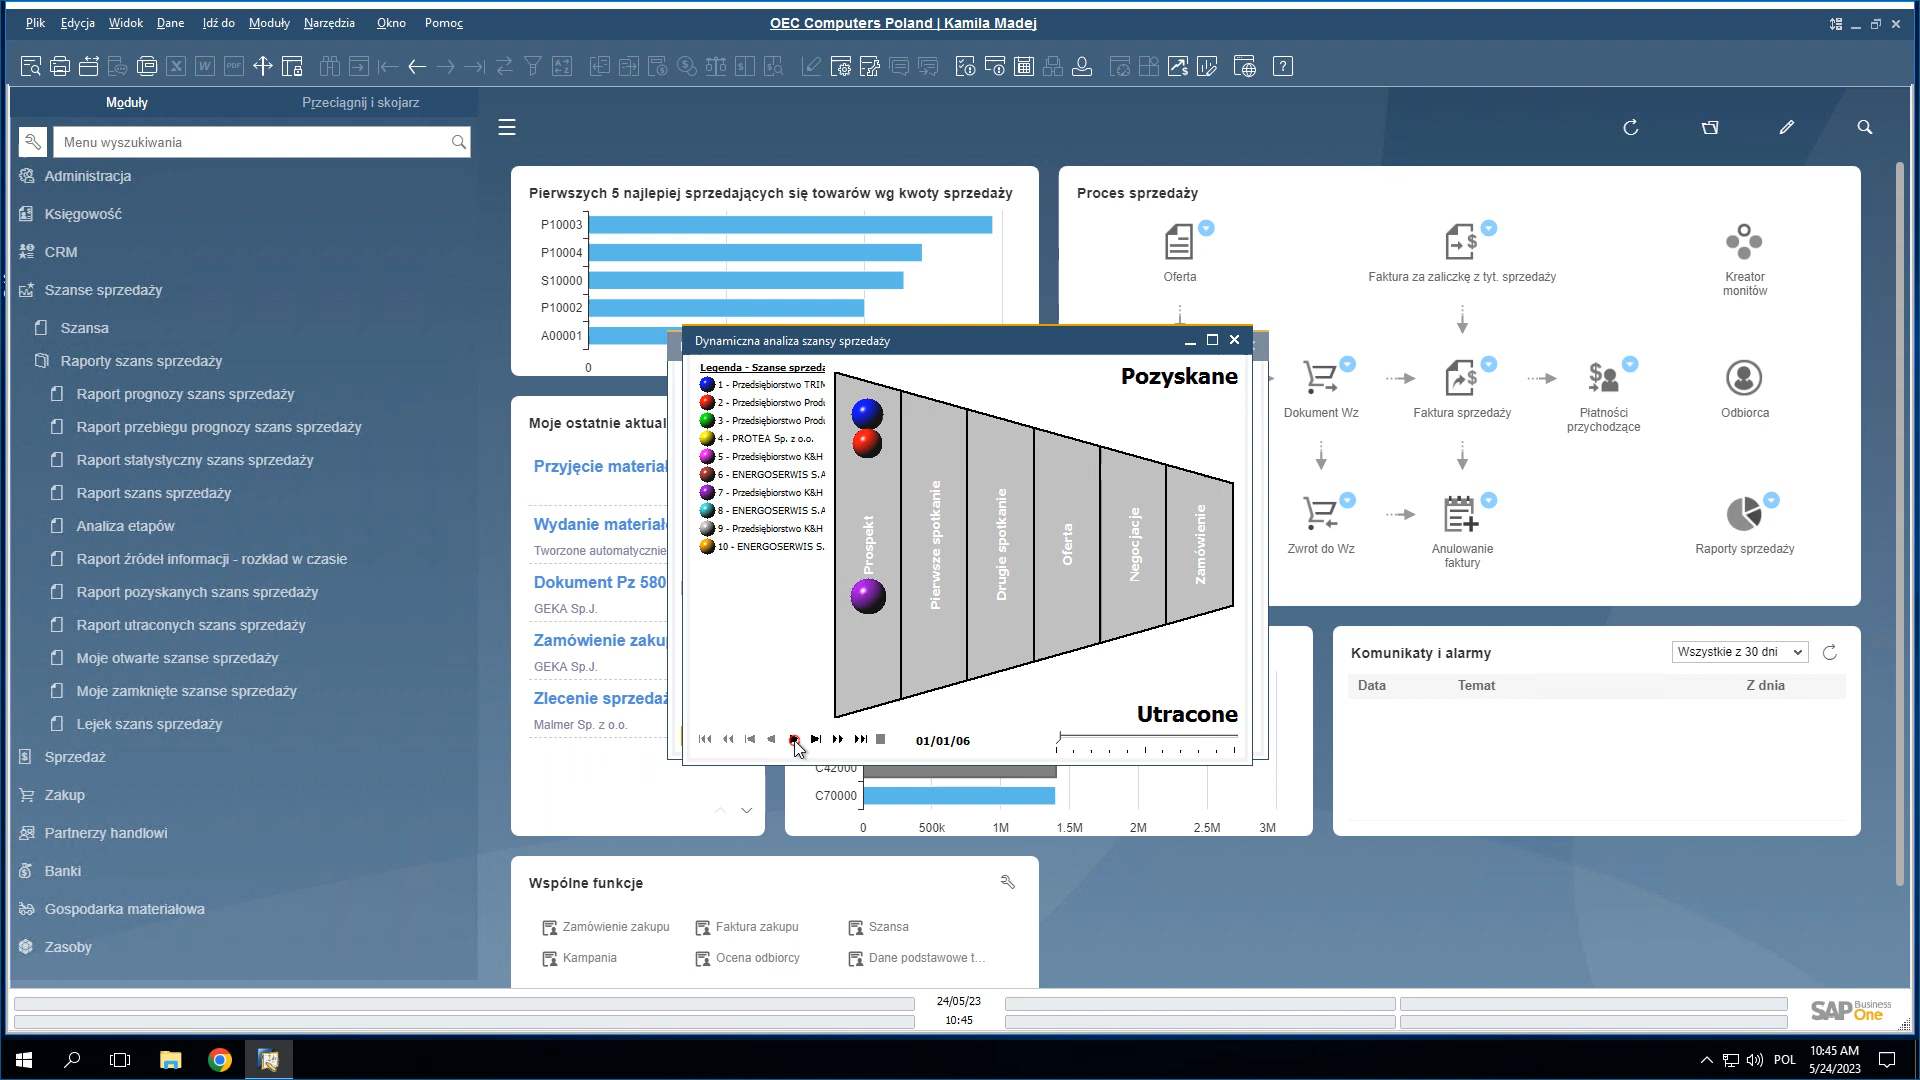 Plik Edycja Widok Dane Idź do Moduły Narzędzia Okno Pomoc
OEC Computers Poland | Kamila Madej
Moduły
Przeciągnij i skojarz
Menu wyszukiwania
Administracja
Księgowość
CRM
Szanse sprzedaży
Szansa
Raporty szans sprzedaży
Raport prognozy szans sprzedaży
Raport przebiegu prognozy szans sprzedaży
Raport statystyczny szans sprzedaży
Raport szans sprzedaży
Analiza etapów
Raport źródeł informacji - rozkład w czasie
Raport pozyskanych szans sprzedaży
Raport utraconych szans sprzedaży
Moje otwarte szanse sprzedaży
Moje zamknięte szanse sprzedaży
Lejek szans sprzedaży
Sprzedaż
Zakup
Partnerzy handlowi
Banki
Gospodarka materiałowa
Zasoby
Pierwszych 5 najlepiej sprzedających się towarów wg kwoty sprzedaży
P10003
P10004
S10000
P10002
A00001
0
Proces sprzedaży
Oferta
Faktura za zaliczkę z tyt. sprzedaży
Kreator
monitów
Dokument Wz
Faktura sprzedaży
Płatności
przychodzące
Odbiorca
Zwrot do Wz
Anulowanie
faktury
Raporty sprzedaży
Moje ostatnie aktual
Przyjęcie materiał
Wydanie materiał
Tworzone automatycznie
Dokument Pz 580
GEKA Sp.J.
Zamówienie zaku
GEKA Sp.J.
Zlecenie sprzedaż
Malmer Sp. z o.o.
Dynamiczna analiza szansy sprzedaży
Legenda - Szanse sprzeda
1 - Przedsiębiorstwo TRIM
2 - Przedsiębiorstwo Produ
3 - Przedsiębiorstwo Produ
4 - PROTEA Sp. z o.o.
5 - Przedsiębiorstwo K&H
6 - ENERGOSERWIS S.A
7 - Przedsiębiorstwo K&H
8 - ENERGOSERWIS S.A
9 - Przedsiębiorstwo K&H
10 - ENERGOSERWIS S.
Pozyskane
Prospekt
Pierwsze spotkanie
Drugie spotkanie
Oferta
Negocjacje
Zamówienie
Utracone
01/01/06
C42000
C70000
0 500k 1M 1.5M 2M 2.5M 3M
Komunikaty i alarmy
Wszystkie z 30 dni
Data Temat Z dnia
Wspólne funkcje
Zamówienie zakupu Faktura zakupu Szansa
Kampania Ocena odbiorcy Dane podstawowe t...
24/05/23
10:45
SAP Business One
POL
10:45 AM
5/24/2023